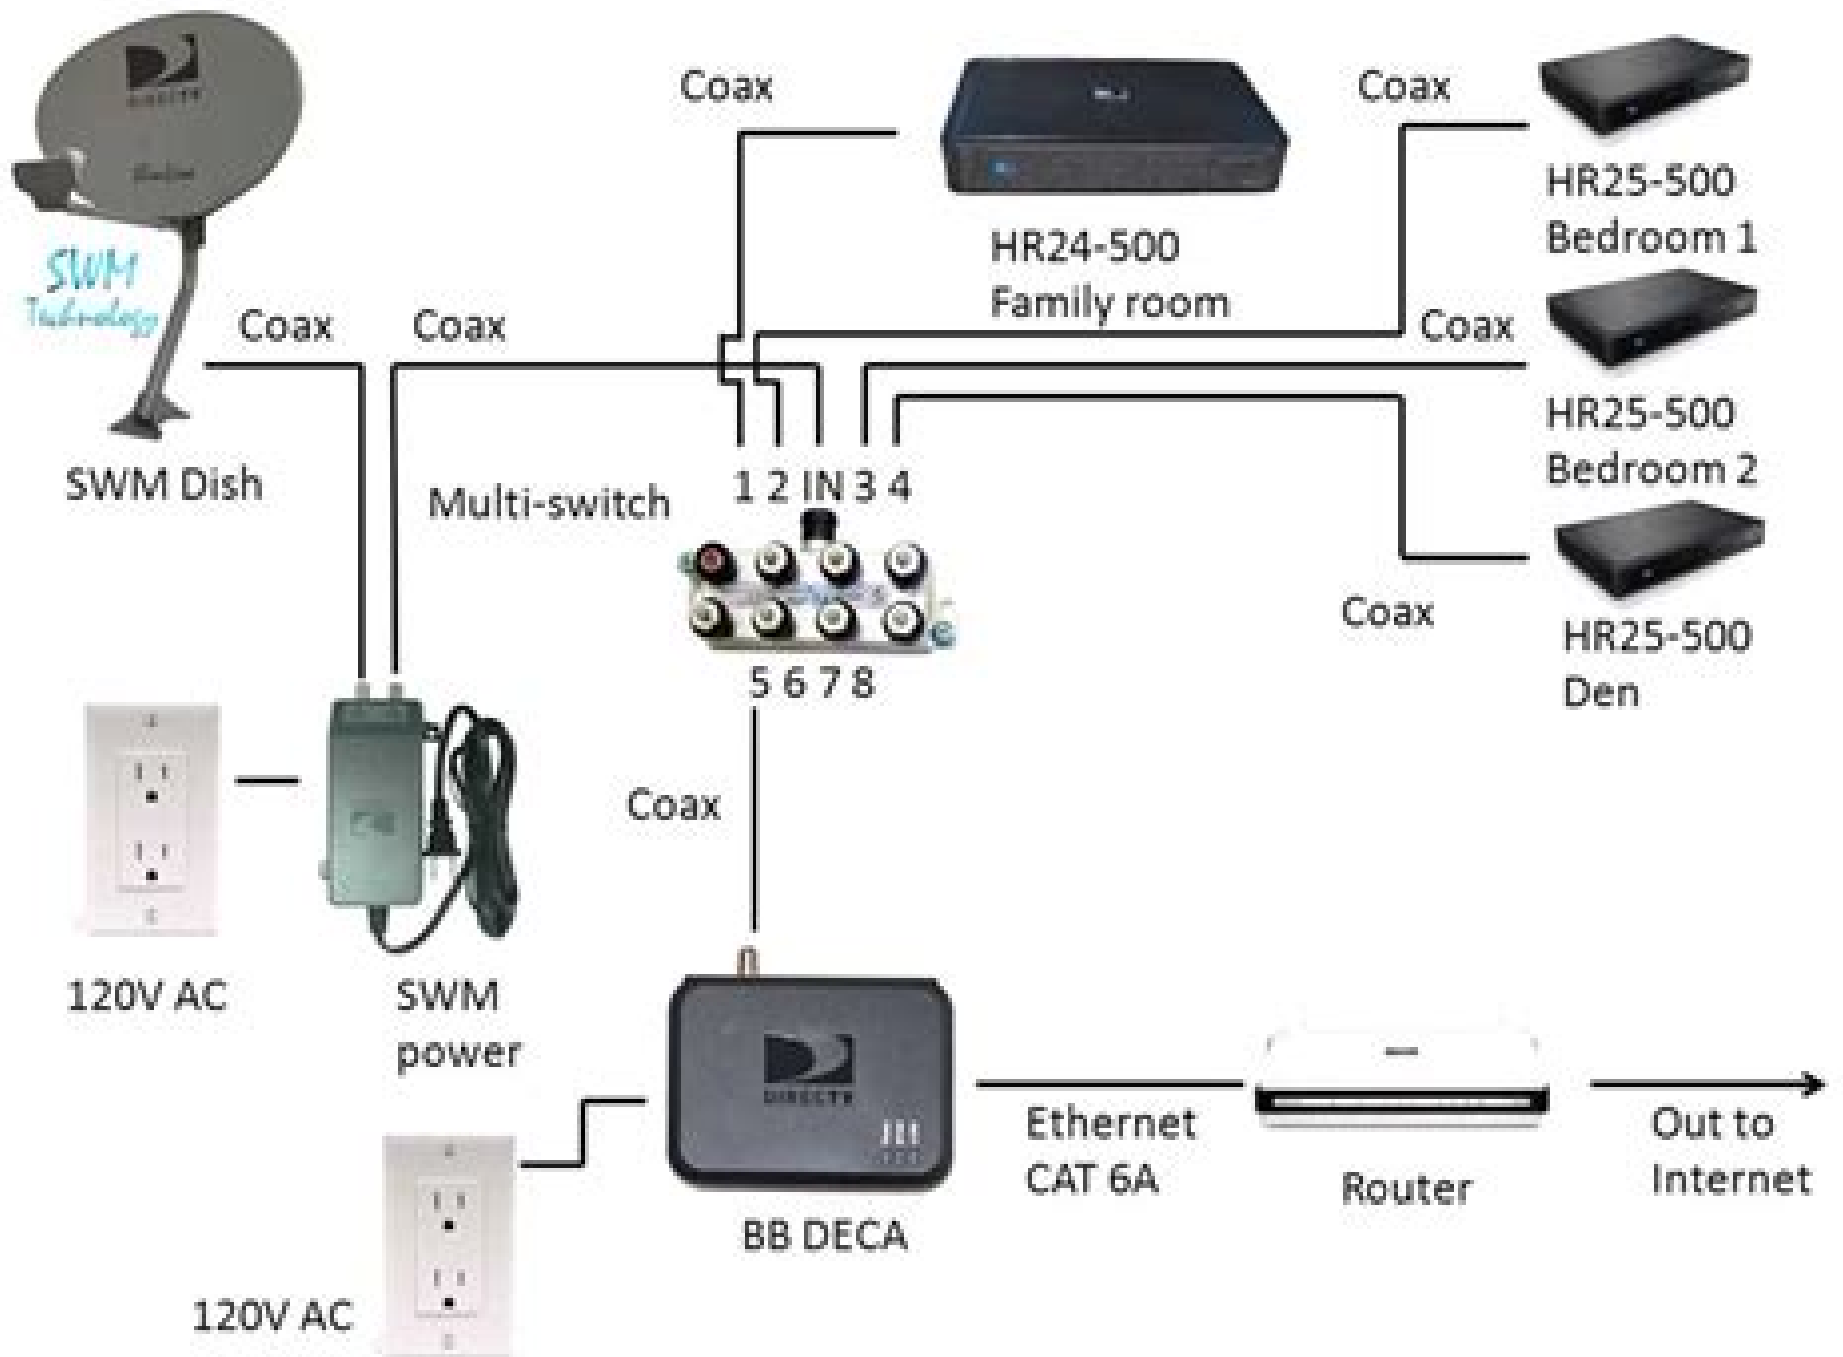 DIRECTV
SWM
Technology
SWM Dish
Coax
Coax
Coax
HR24-500
Family room
Coax
HR25-500
Bedroom 1
Coax
HR25-500
Bedroom 2
Coax
HR25-500
Den
Multi-switch
1 2 IN 3 4
5 6 7 8
Coax
120V AC
SWM
power
DIRECTV
BB DECA
120V AC
Ethernet
CAT 6A
Router
Out to
Internet